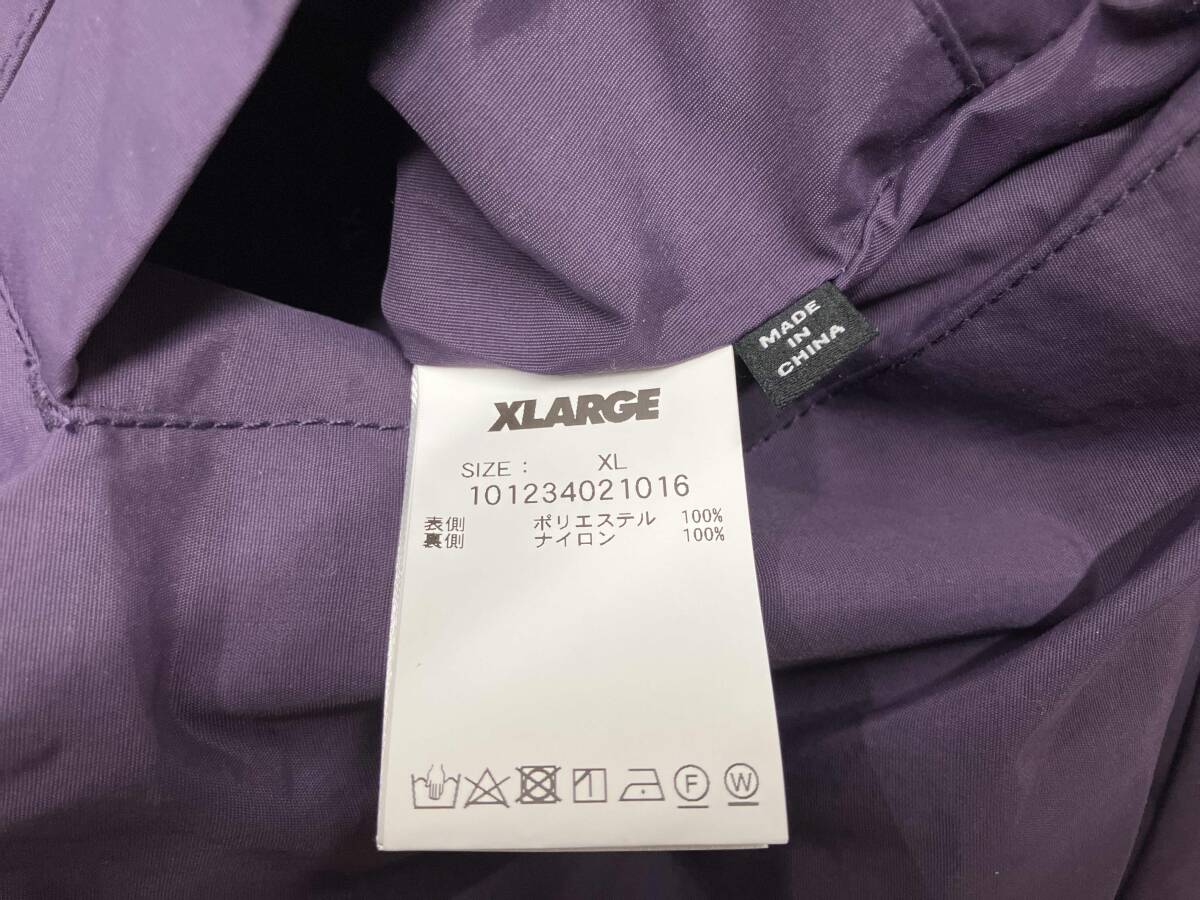 MADE
IN
CHINA
XLARGE
SIZE : XL
101234021016
表側 ポリエステル 100%
裏側 ナイロン 100%
F W